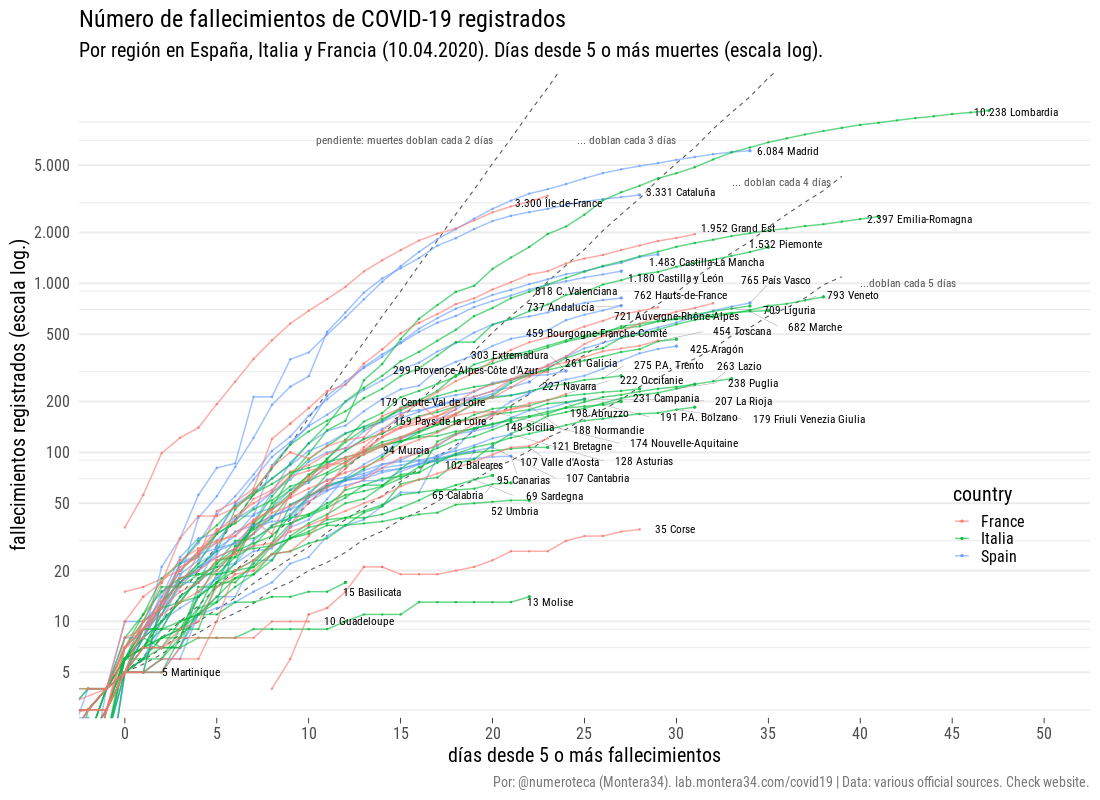 Número de fallecimientos de COVID-19 registrados
Por región en España, Italia y Francia (10.04.2020). Días desde 5 o más muertes (escala log).
pendiente: muertes doblan cada 2 días
... doblan cada 3 días
... doblan cada 4 días
...doblan cada 5 días
10.238 Lombardia
6.084 Madrid
3.331 Cataluña
3.300 Île-de-France
2.397 Emilia-Romagna
1.952 Grand Est
1.532 Piemonte
1.483 Castilla-La Mancha
1.180 Castilla y León
765 País Vasco
818 C. Valenciana
762 Hauts-de-France
793 Veneto
737 Andalucía
721 Auvergne-Rhône-Alpes
709 Liguria
682 Marche
459 Bourgogne-Franche-Comté
454 Toscana
425 Aragón
303 Extremadura
261 Galicia
275 P.A. Trento
263 Lazio
299 Provence-Alpes-Côte d'Azur
222 Occitanie
238 Puglia
227 Navarra
231 Campania
207 La Rioja
179 Centre-Val de Loire
198 Abruzzo
191 P.A. Bolzano
179 Friuli Venezia Giulia
169 Pays de la Loire
148 Sicilia
188 Normandie
174 Nouvelle-Aquitaine
94 Murcia
121 Bretagne
102 Baleares
107 Valle d'Aosta
128 Asturias
95 Canarias
107 Cantabria
65 Calabria
69 Sardegna
52 Umbria
35 Corse
15 Basilicata
13 Molise
10 Guadeloupe
5 Martinique
country
France
Italia
Spain
fallecimientos registrados (escala log.)
5.000
2.000
1.000
500
200
100
50
20
10
5
0 5 10 15 20 25 30 35 40 45 50
días desde 5 o más fallecimientos
Por: @numeroteca (Montera34). lab.montera34.com/covid19 | Data: various official sources. Check website.